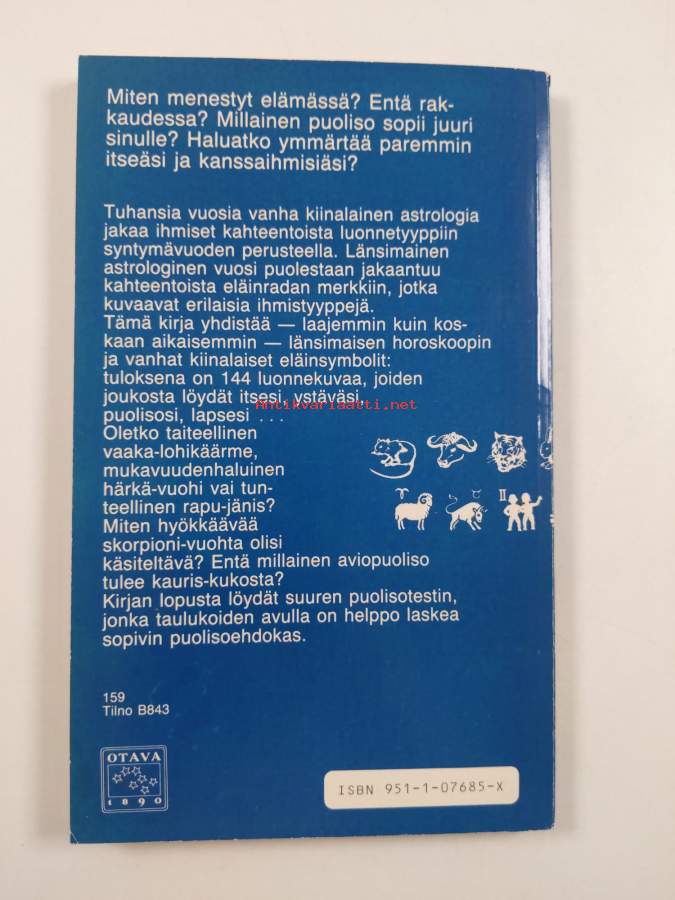 Miten menestyt elämässä? Entä rak-
kaudessa? Millainen puoliso sopii juuri
sinulle? Haluatko ymmärtää paremmin
itseäsi ja kanssaihmisiäsi?
Tuhansia vuosia vanha kiinalainen astrologia
jakaa ihmiset kahteentoista luonnetyyppiin
syntymävuoden perusteella. Länsimainen
astrologinen vuosi puolestaan jakaantuu
kahteentoista eläinradan merkkiin, jotka
kuvaavat erilaisia ihmistyyppejä.
Tämä kirja yhdistää — laajemmin kuin kos-
kaan aikaisemmin — länsimaisen horoskoopin
ja vanhat kiinalaiset eläinsymbolit:
tuloksena on 144 luonnekuvaa, joiden
joukosta löydät itsesi, ystäväsi,
puolisosi, lapsesi . . .
Antikvariaatti.net
Oletko taiteellinen
vaaka-lohikäärme,
mukavuudenhaluinen
härkä-vuohi vai tun-
teellinen rapu-jänis?
Miten hyökkäävää
skorpioni-vuohta olisi
käsiteltävä? Entä millainen aviopuoliso
tulee kauris-kukosta?
Kirjan lopusta löydät suuren puolisotestin,
jonka taulukoiden avulla on helppo laskea
sopivin puolisoehdokas.
159
Tilno B843
OTAVA
1890
ISBN 951-1-07685-X